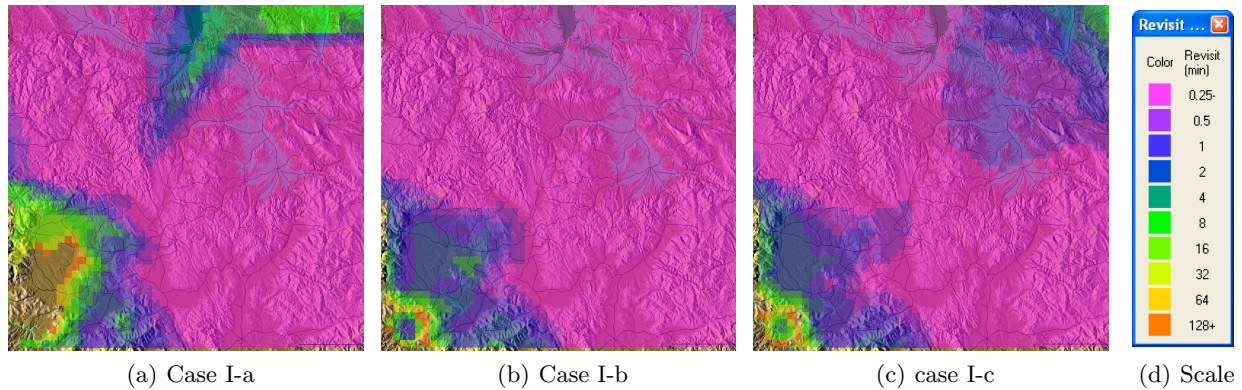 Revisit ...
Color Revisit (min)
0.25-
0.5
1
2
4
8
16
32
64
128+
(a) Case I-a
(b) Case I-b
(c) case I-c
(d) Scale